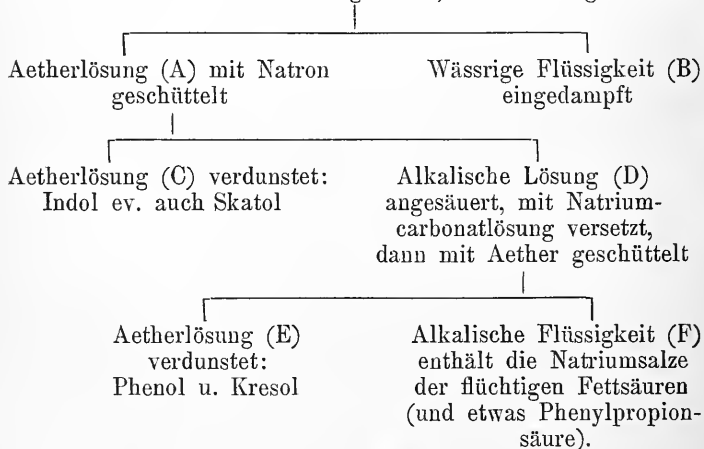 Aetherlösung (A) mit Natron
geschüttelt
Wässrige Flüssigkeit (B)
eingedampft
Aetherlösung (C) verdunstet:
Indol ev. auch Skatol
Alkalische Lösung (D)
angesäuert, mit Natrium-
carbonatlösung versetzt,
dann mit Aether geschüttelt
Aetherlösung (E)
verdunstet:
Phenol u. Kresol
Alkalische Flüssigkeit (F)
enthält die Natriumsalze
der flüchtigen Fettsäuren
(und etwas Phenylpropion-
säure).